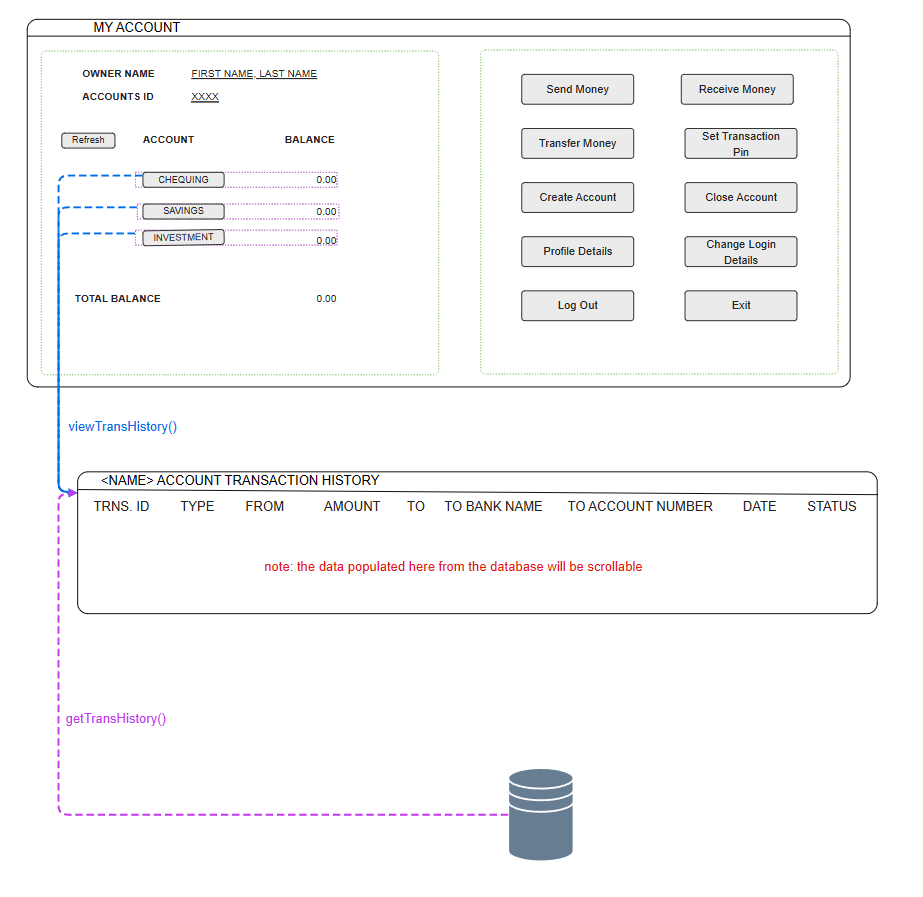 MY ACCOUNT
OWNER NAME FIRST NAME, LAST NAME
ACCOUNTS ID XXXX
Refresh ACCOUNT BALANCE
CHEQUING 0.00
SAVINGS 0.00
INVESTMENT 0.00
TOTAL BALANCE 0.00
Send Money Receive Money
Transfer Money
Set Transaction
Pin
Create Account Close Account
Profile Details
Change Login
Details
Log Out Exit
viewTransHistory()
<NAME> ACCOUNT TRANSACTION HISTORY
TRNS. ID TYPE FROM AMOUNT TO TO BANK NAME TO ACCOUNT NUMBER DATE STATUS
note: the data populated here from the database will be scrollable
getTransHistory()